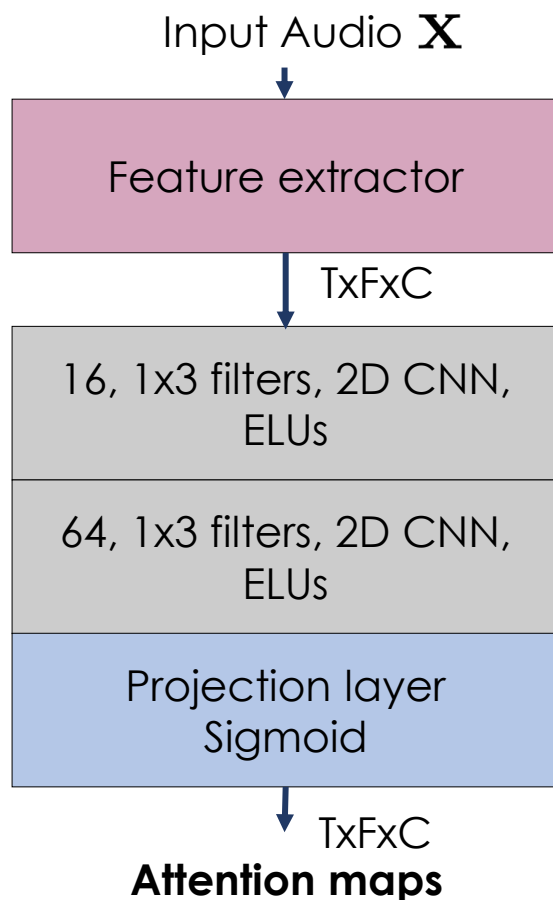 Input Audio X
Feature extractor
TxFxC
16, 1x3 filters, 2D CNN,
ELUs
64, 1x3 filters, 2D CNN,
ELUs
Projection layer
Sigmoid
TxFxC
Attention maps